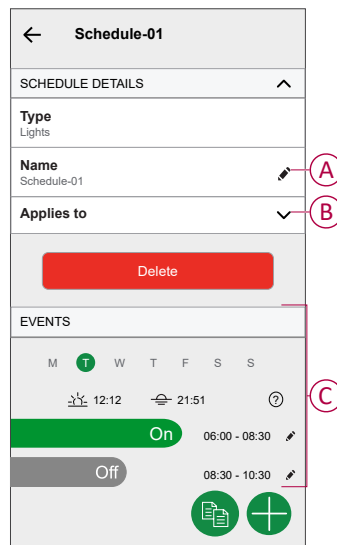 Schedule-01
SCHEDULE DETAILS
Type
Lights
Name
Schedule-01
A
Applies to
B
Delete
EVENTS
M T W T F S S
12:12 21:51 ?
C
On 06:00 - 08:30
Off 08:30 - 10:30